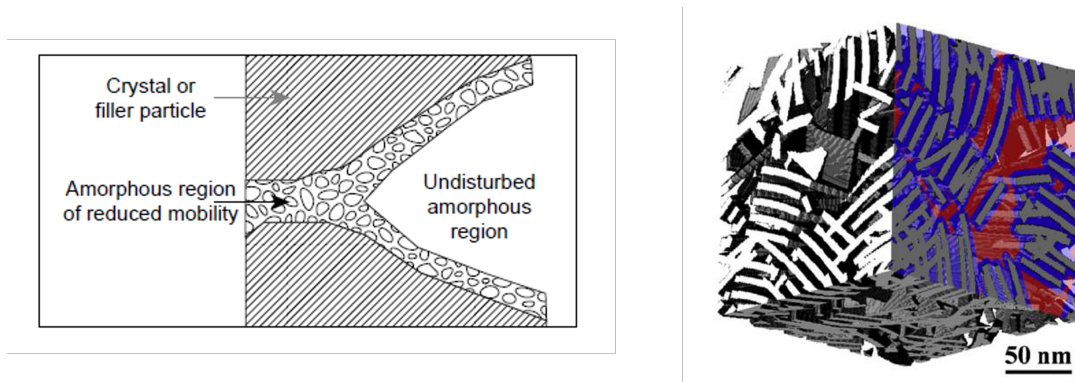 Crystal or
filler particle
Amorphous region
of reduced mobility
Undisturbed
amorphous
region
50 nm